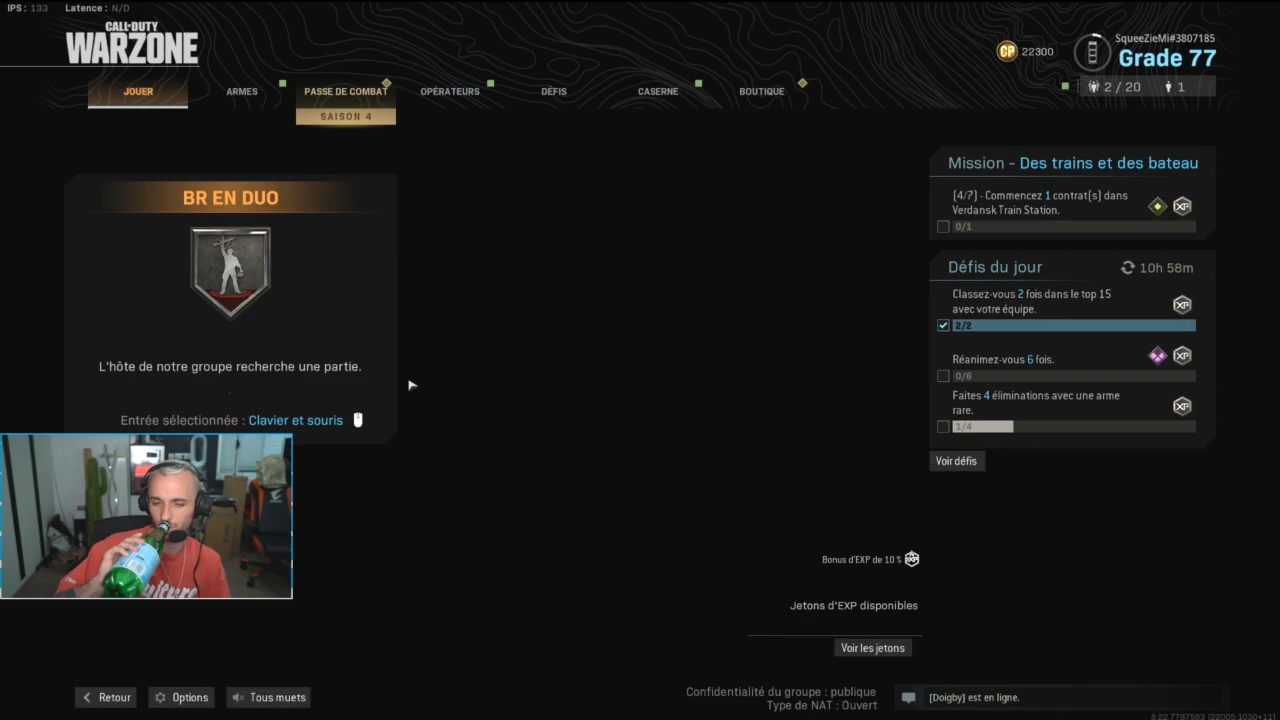 IPS : 133
Latence : N/D
CALL OF DUTY
WARZONE
22300
SqueeZieMi#3807185
Grade 77
2 / 20
1
JOUER
ARMES
PASSE DE COMBAT
OPÉRATEURS
DÉFIS
CASERNE
BOUTIQUE
SAISON 4
BR EN DUO
L'hôte de notre groupe recherche une partie.
Entrée sélectionnée : Clavier et souris
Mission - Des trains et des bateau
(4/7) - Commencez 1 contrat(s) dans
Verdansk Train Station.
XP
0/1
Défis du jour
10h 58m
Classez-vous 2 fois dans le top 15
avec votre équipe.
XP
2/2
Réanimez-vous 6 fois.
XP
0/6
Faites 4 éliminations avec une arme
rare.
XP
1/4
Voir défis
Bonus d'EXP de 10 %
Jetons d'EXP disponibles
Voir les jetons
Retour
Options
Tous muets
Confidentialité du groupe : publique
Type de NAT : Ouvert
[Doigby] est en ligne.